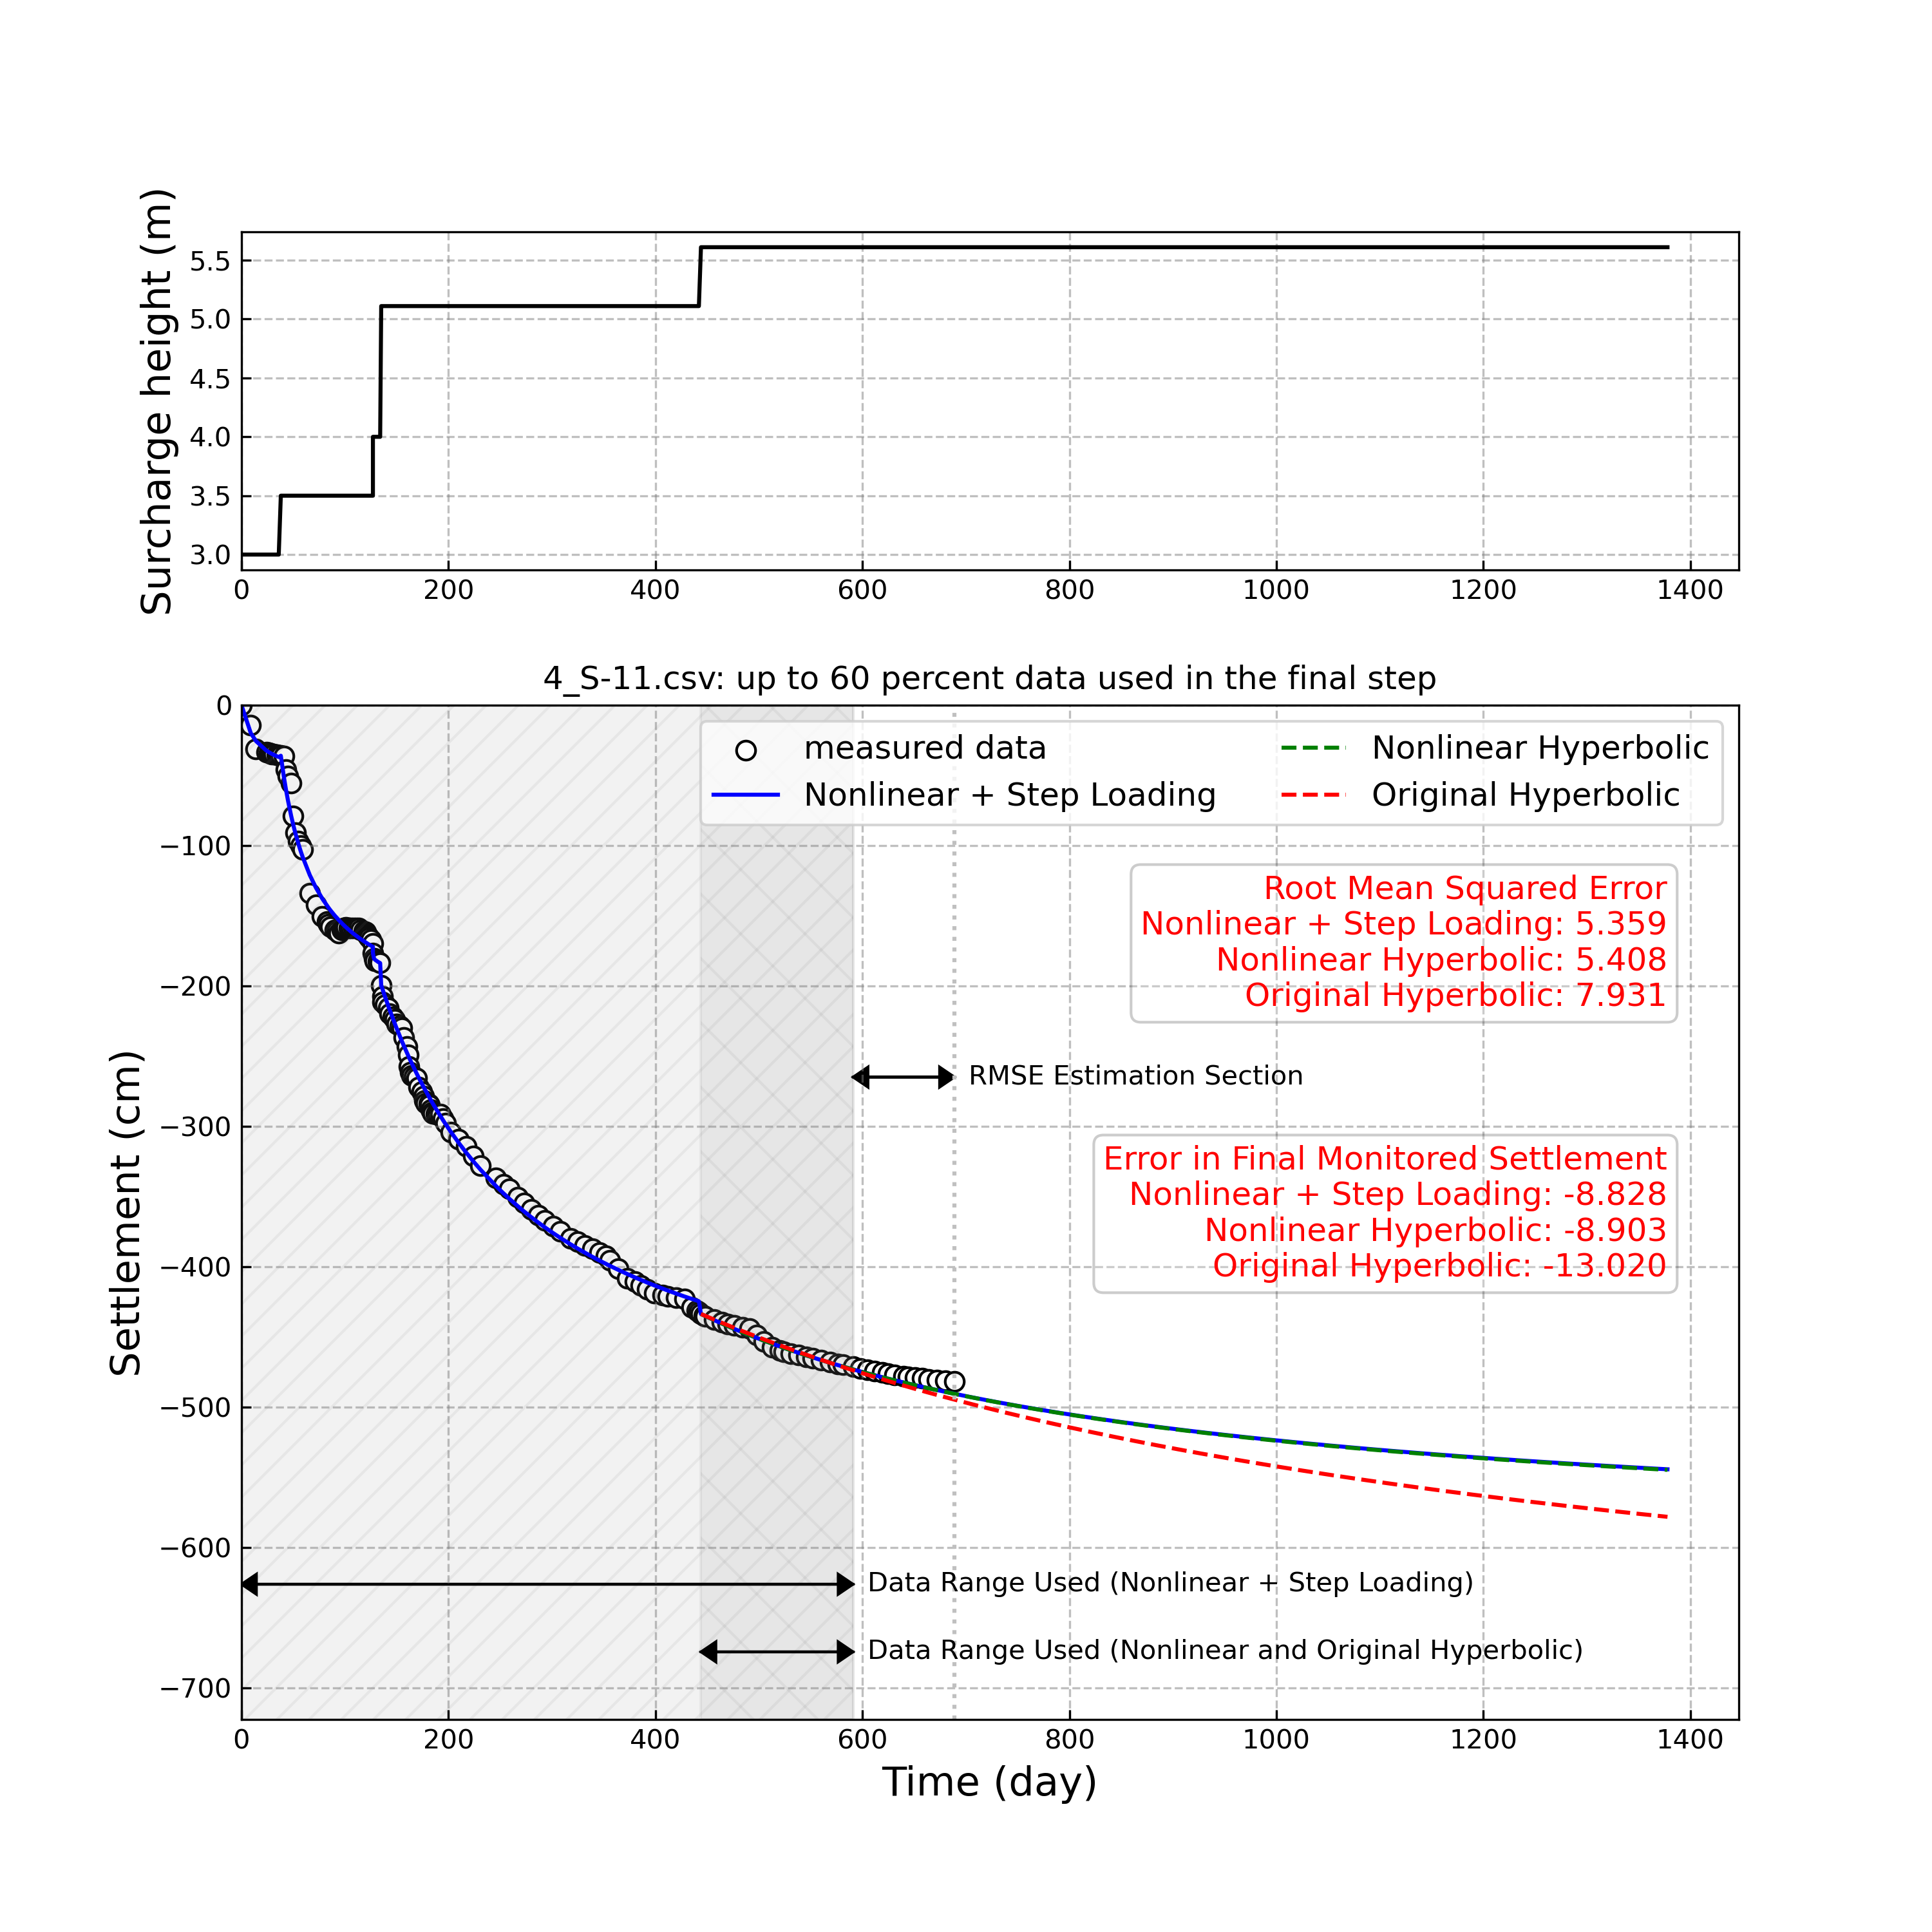 Surcharge height (m)
5.5
5.0
4.5
4.0
3.5
3.0
0 200 400 600 800 1000 1200 1400
4_S-11.csv: up to 60 percent data used in the final step
Settlement (cm)
0
−100
−200
−300
−400
−500
−600
−700
measured data
Nonlinear + Step Loading
Nonlinear Hyperbolic
Original Hyperbolic
Root Mean Squared Error
Nonlinear + Step Loading: 5.359
Nonlinear Hyperbolic: 5.408
Original Hyperbolic: 7.931
RMSE Estimation Section
Error in Final Monitored Settlement
Nonlinear + Step Loading: -8.828
Nonlinear Hyperbolic: -8.903
Original Hyperbolic: -13.020
Data Range Used (Nonlinear + Step Loading)
Data Range Used (Nonlinear and Original Hyperbolic)
0 200 400 600 800 1000 1200 1400
Time (day)